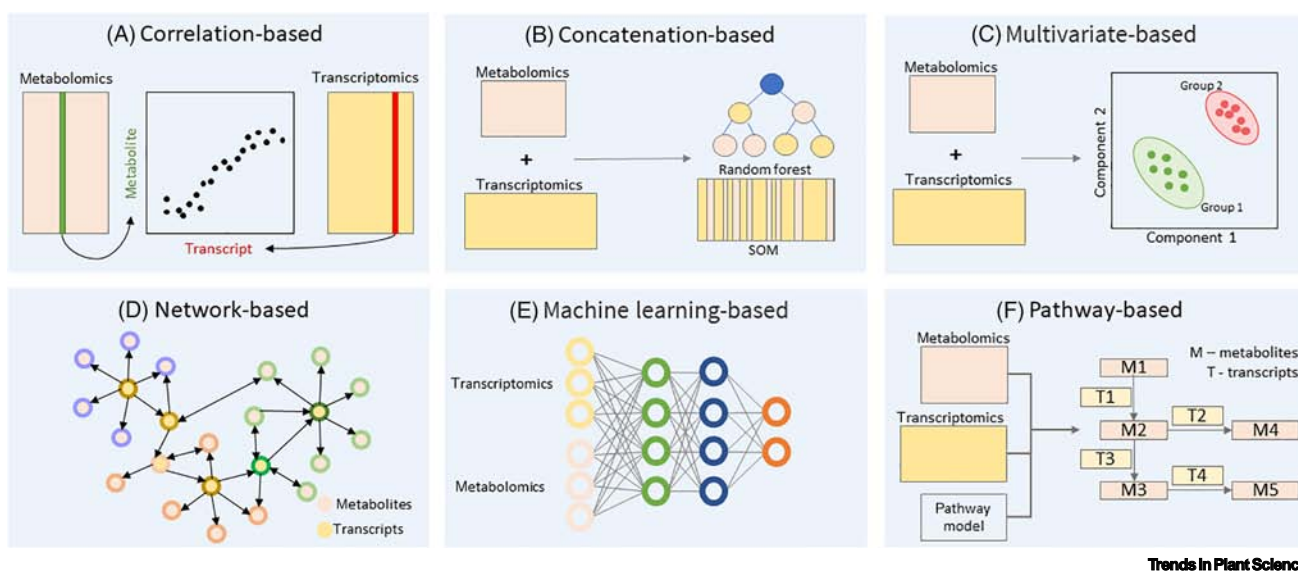 (A) Correlation-based
Metabolomics
Transcriptomics
Metabolite
Transcript
(B) Concatenation-based
Metabolomics
+
Transcriptomics
Random forest
SOM
(C) Multivariate-based
Metabolomics
+
Transcriptomics
Component 2
Group 2
Group 1
Component 1
(D) Network-based
Metabolites
Transcripts
(E) Machine learning-based
Transcriptomics
Metabolomics
(F) Pathway-based
Metabolomics
Transcriptomics
Pathway
model
M – metabolites
T - transcripts
M1
T1
T2
M2
M4
T3
T4
M3
M5
Trends in Plant Scienc